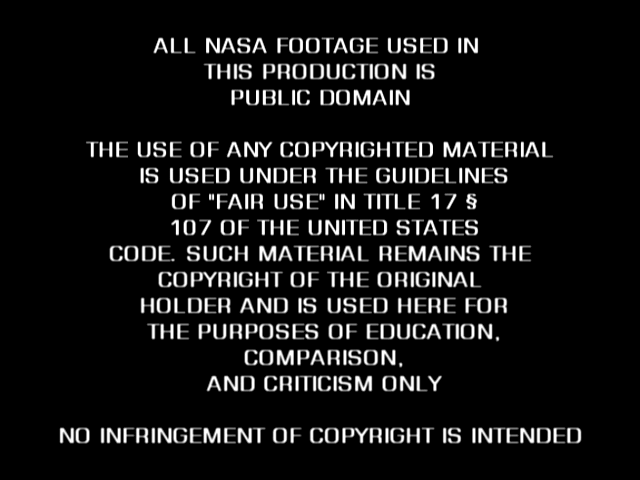 ALL NASA FOOTAGE USED IN
THIS PRODUCTION IS
PUBLIC DOMAIN
THE USE OF ANY COPYRIGHTED MATERIAL
IS USED UNDER THE GUIDELINES
OF "FAIR USE" IN TITLE 17 §
107 OF THE UNITED STATES
CODE. SUCH MATERIAL REMAINS THE
COPYRIGHT OF THE ORIGINAL
HOLDER AND IS USED HERE FOR
THE PURPOSES OF EDUCATION,
COMPARISON,
AND CRITICISM ONLY
NO INFRINGEMENT OF COPYRIGHT IS INTENDED